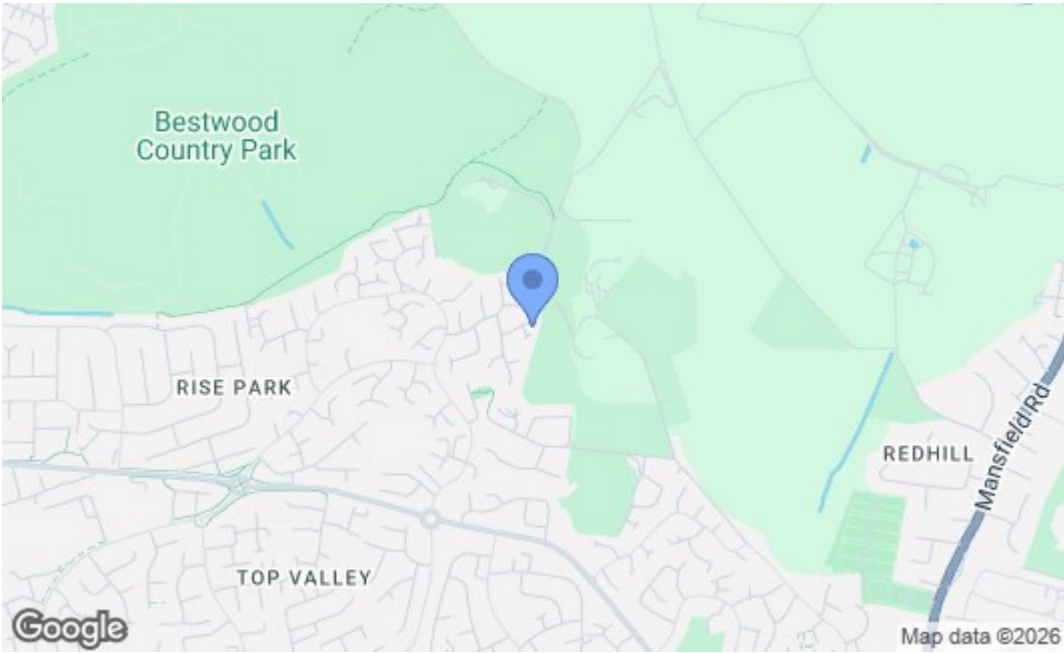 Bestwood
Country Park
RISE PARK
REDHILL
Mansfield Rd
TOP VALLEY
Google
Map data ©2026